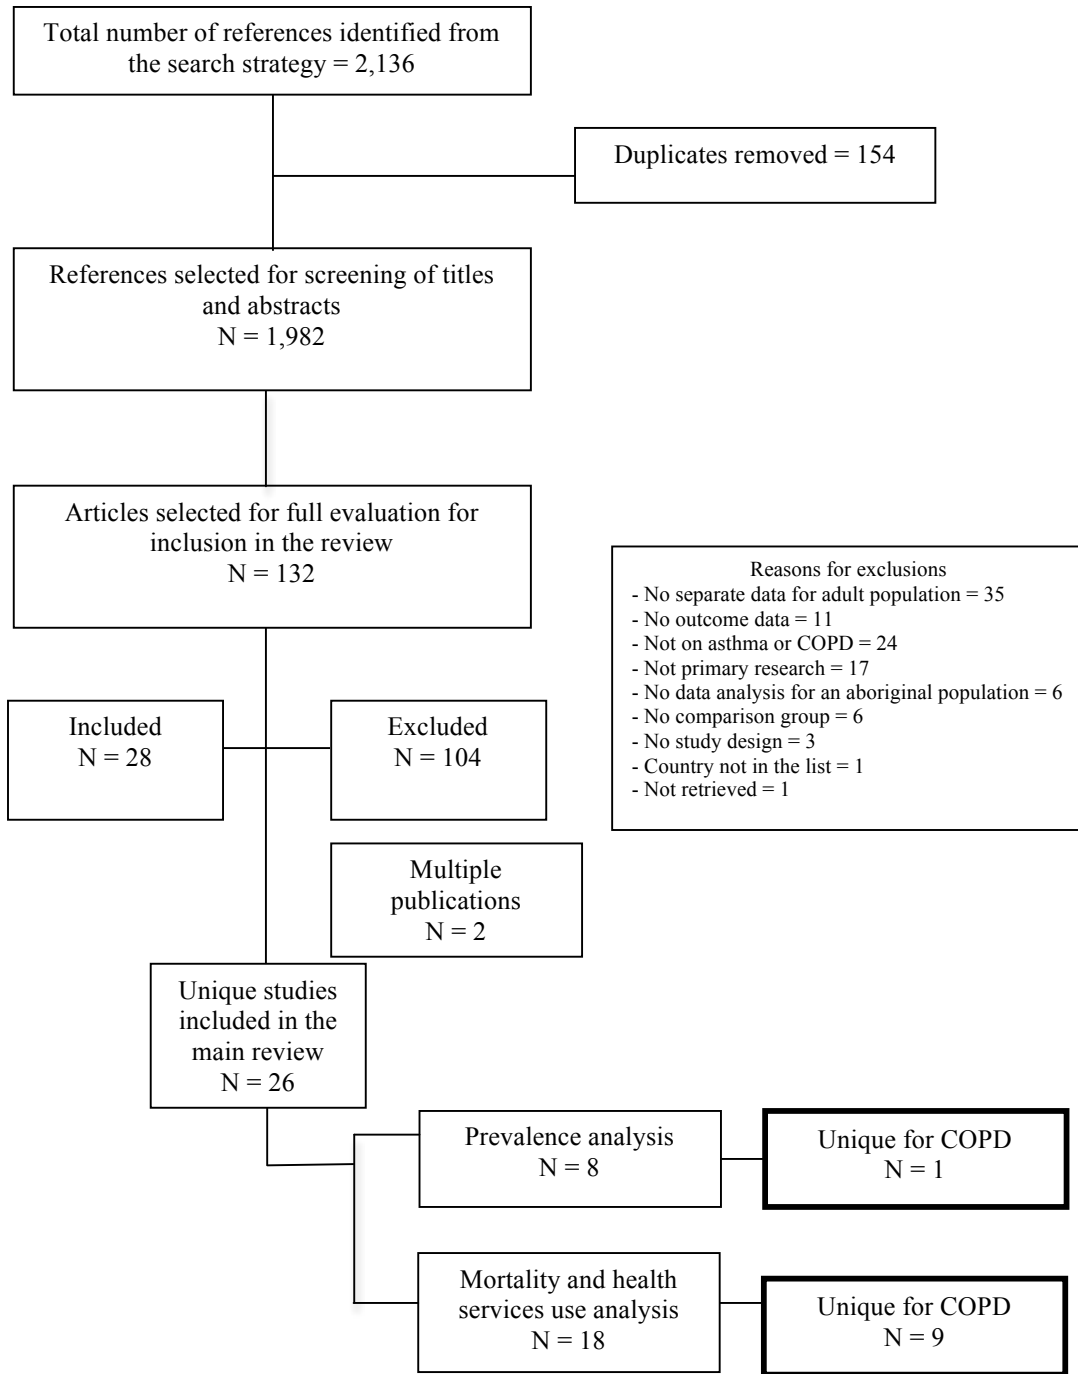 Total number of references identified from
the search strategy = 2,136
Duplicates removed = 154
References selected for screening of titles
and abstracts
N = 1,982
Articles selected for full evaluation for
inclusion in the review
N = 132
Reasons for exclusions
- No separate data for adult population = 35
- No outcome data = 11
- Not on asthma or COPD = 24
- Not primary research = 17
- No data analysis for an aboriginal population = 6
- No comparison group = 6
- No study design = 3
- Country not in the list = 1
- Not retrieved = 1
Included
N = 28
Excluded
N = 104
Multiple
publications
N = 2
Unique studies
included in the
main review
N = 26
Prevalence analysis
N = 8
Unique for COPD
N = 1
Mortality and health
services use analysis
N = 18
Unique for COPD
N = 9